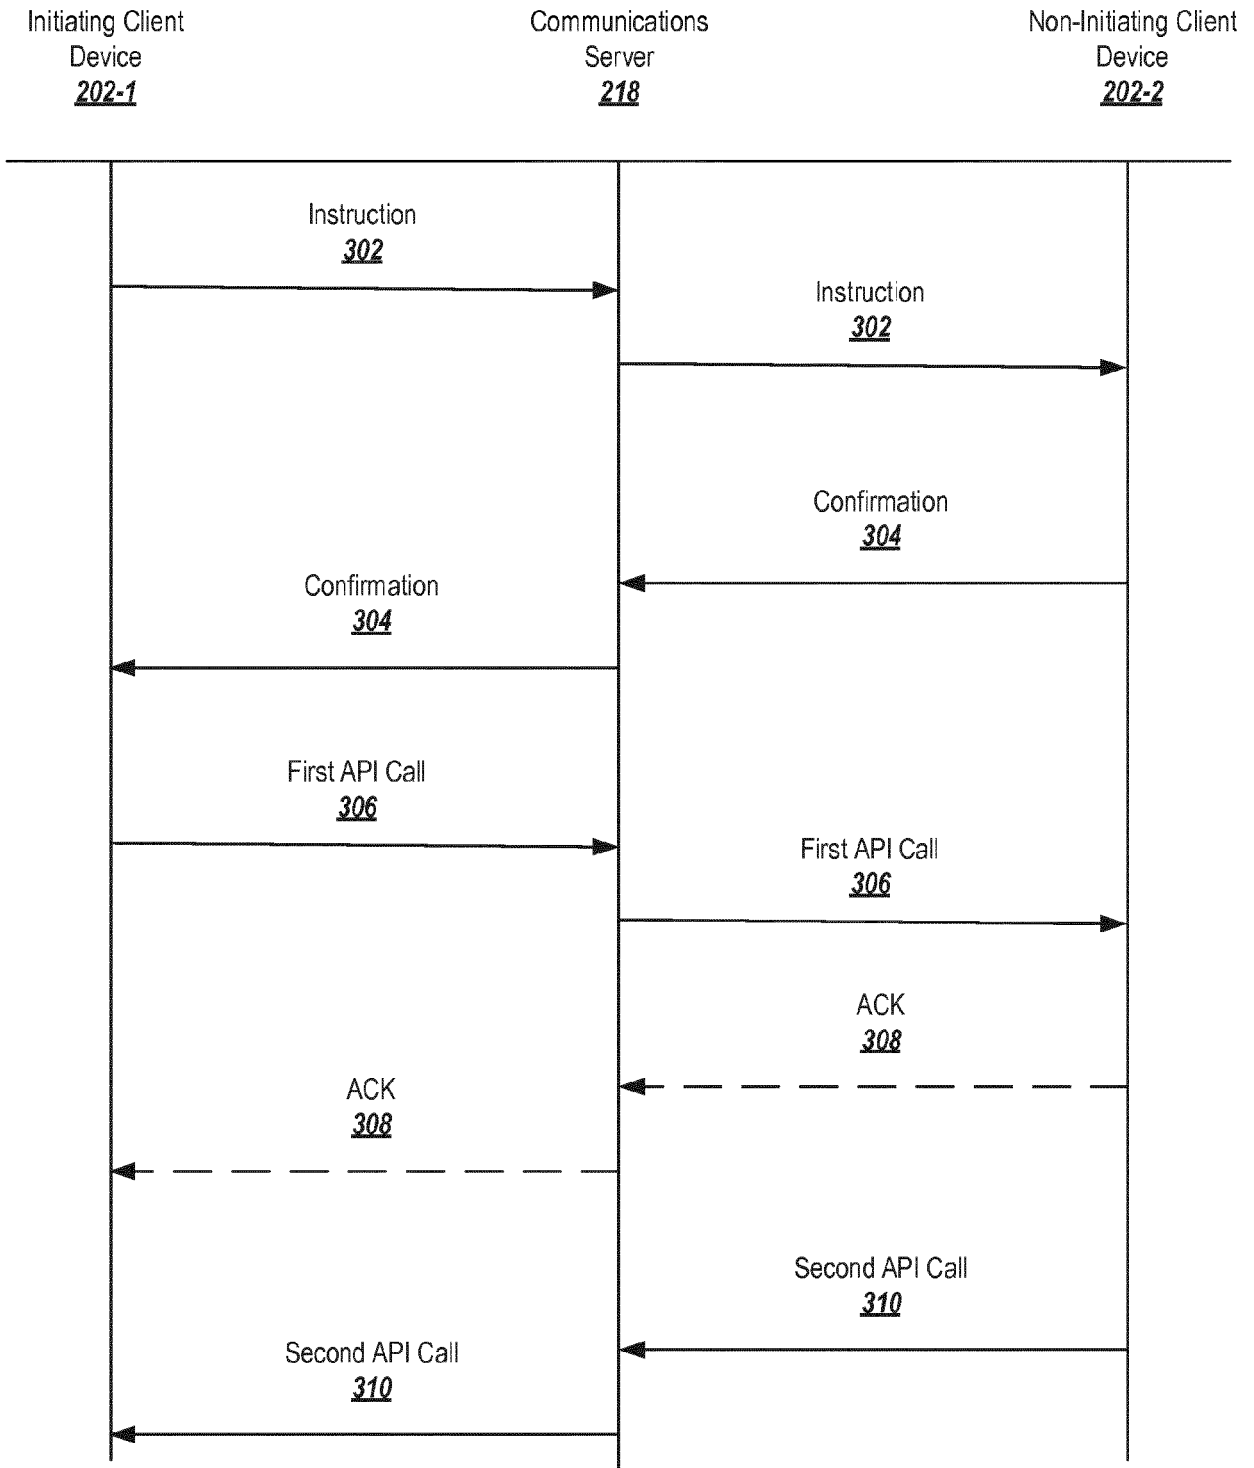 Initiating Client
Device
202-1
Communications
Server
218
Non-Initiating Client
Device
202-2
Instruction
302
Instruction
302
Confirmation
304
Confirmation
304
First API Call
306
First API Call
306
ACK
308
ACK
308
Second API Call
310
Second API Call
310